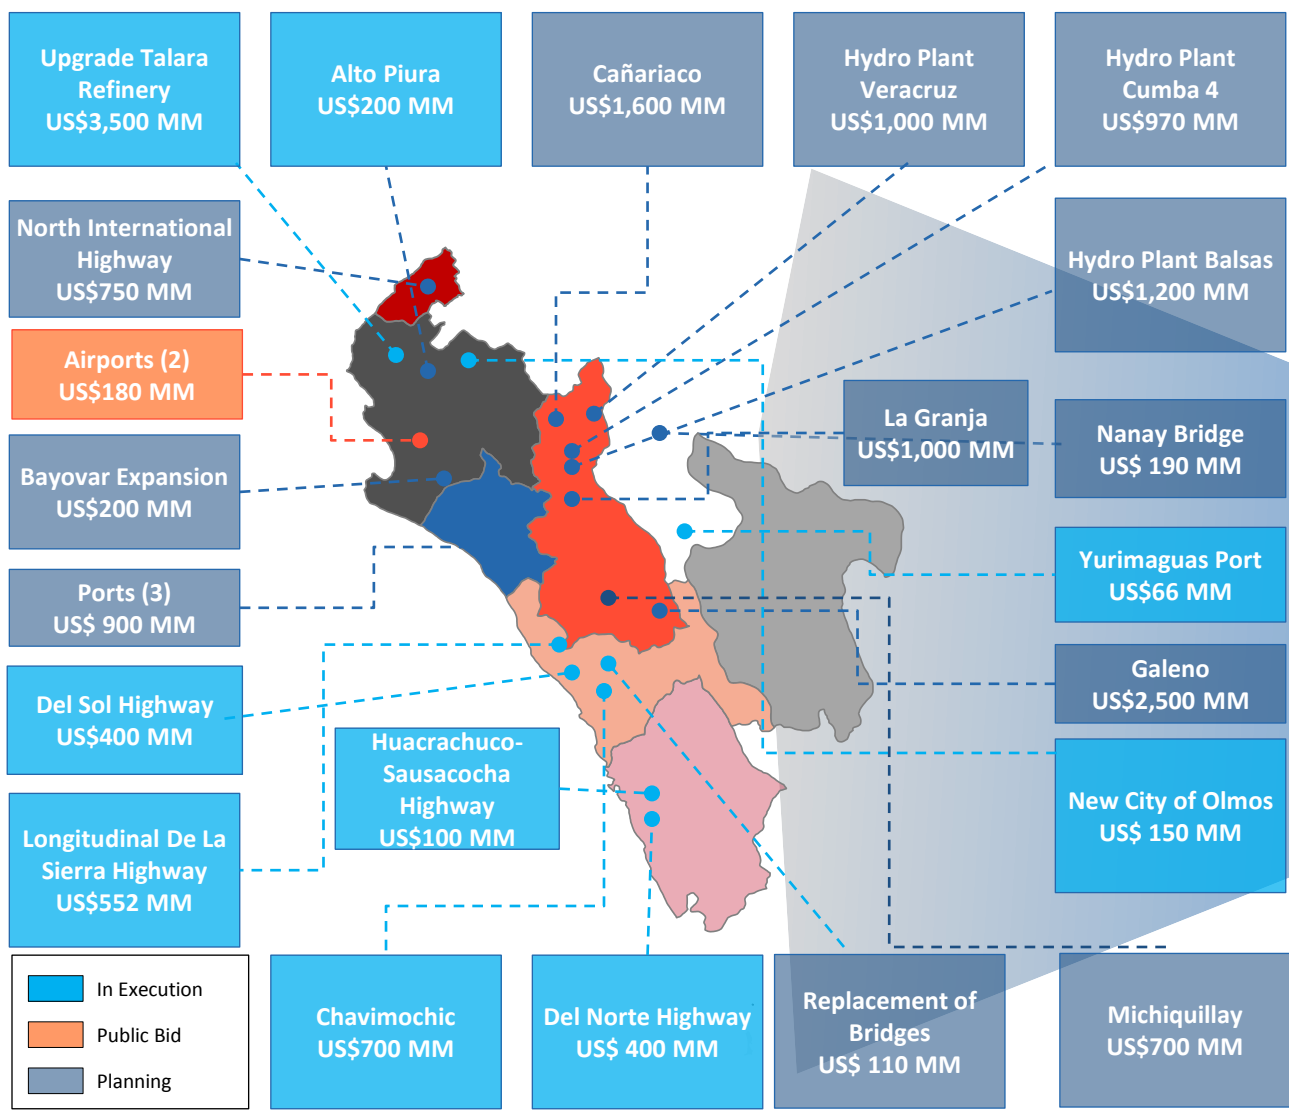 Upgrade Talara
Refinery
US$3,500 MM
Alto Piura
US$200 MM
Cañariaco
US$1,600 MM
Hydro Plant
Veracruz
US$1,000 MM
Hydro Plant
Cumba 4
US$970 MM
North International
Highway
US$750 MM
Hydro Plant Balsas
US$1,200 MM
Airports (2)
US$180 MM
La Granja
US$1,000 MM
Nanay Bridge
US$ 190 MM
Bayovar Expansion
US$200 MM
Yurimaguas Port
US$66 MM
Ports (3)
US$ 900 MM
Galeno
US$2,500 MM
Del Sol Highway
US$400 MM
Huacrachuco-
Sausacocha
Highway
US$100 MM
New City of Olmos
US$ 150 MM
Longitudinal De La
Sierra Highway
US$552 MM
In Execution
Public Bid
Planning
Chavimochic
US$700 MM
Del Norte Highway
US$ 400 MM
Replacement of
Bridges
US$ 110 MM
Michiquillay
US$700 MM